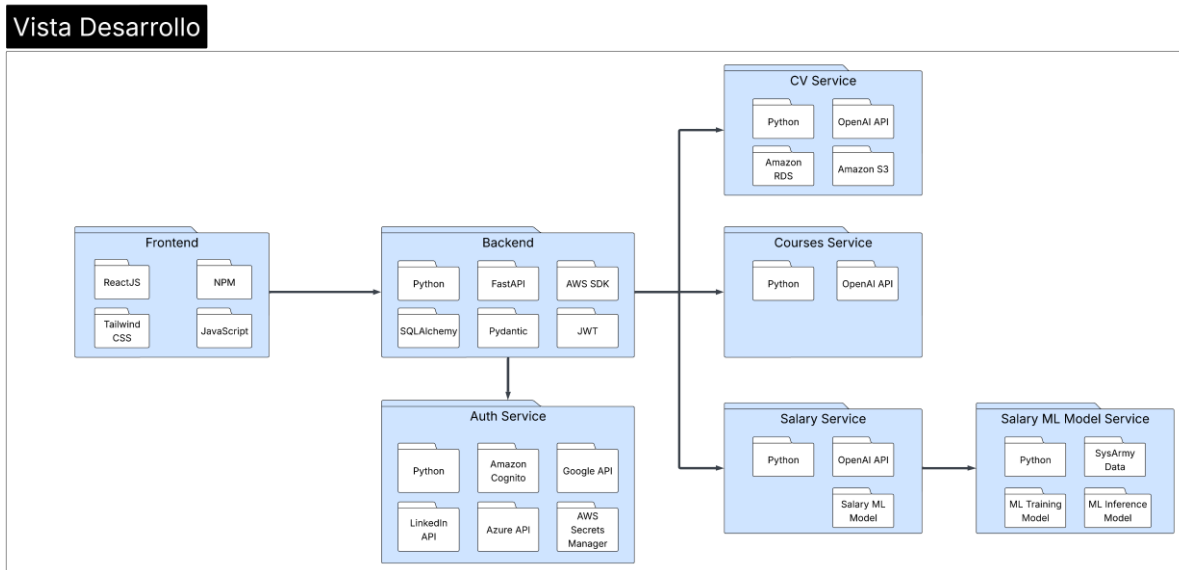 Vista Desarrollo
CV Service
Python
OpenAI API
Amazon
RDS
Amazon S3
Frontend
ReactJS
NPM
Tailwind
CSS
JavaScript
Backend
Python
FastAPI
AWS SDK
SQLAlchemy
Pydantic
JWT
Courses Service
Python
OpenAI API
Auth Service
Python
Amazon
Cognito
Google API
LinkedIn
API
Azure API
AWS
Secrets
Manager
Salary Service
Python
OpenAI API
Salary ML
Model
Salary ML Model Service
Python
SysArmy
Data
ML Training
Model
ML Inference
Model